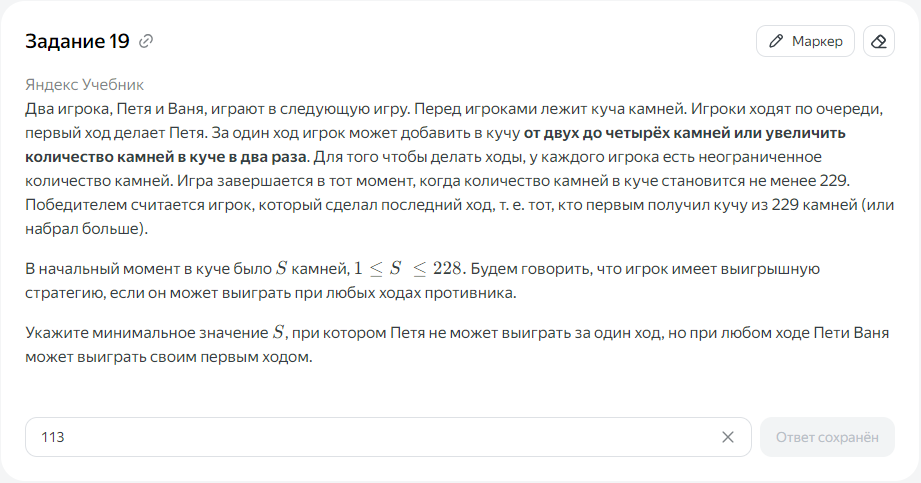 Задание 19
Маркер
Яндекс Учебник
Два игрока, Петя и Ваня, играют в следующую игру. Перед игроками лежит куча камней. Игроки ходят по очереди,
первый ход делает Петя. За один ход игрок может добавить в кучу от двух до четырёх камней или увеличить
количество камней в куче в два раза. Для того чтобы делать ходы, у каждого игрока есть неограниченное
количество камней. Игра завершается в тот момент, когда количество камней в куче становится не менее 229.
Победителем считается игрок, который сделал последний ход, т. е. тот, кто первым получил кучу из 229 камней (или
набрал больше).
В начальный момент в куче было S камней, 1 ≤ S ≤ 228. Будем говорить, что игрок имеет выигрышную
стратегию, если он может выиграть при любых ходах противника.
Укажите минимальное значение S, при котором Петя не может выиграть за один ход, но при любом ходе Пети Ваня
может выиграть своим первым ходом.
113
Ответ сохранён